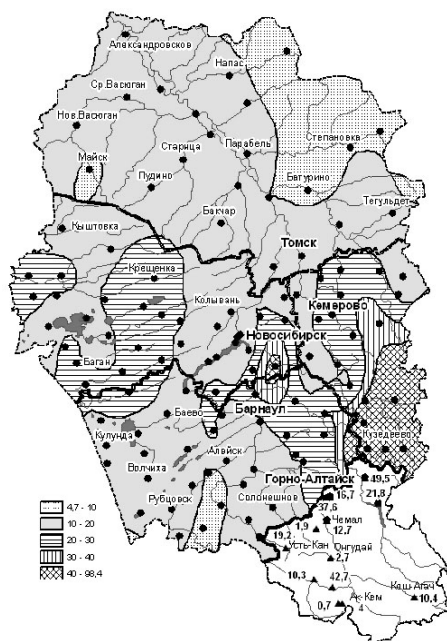 Александровское
Напас
Ср.Васюган
Нов.Васюган
Степановка
Старица
Парабель
Майск
Пудино
Батурино
Тегульдет
Бакчар
Кыштовка
Томск
Крещенка
Кемерово
Колывань
Новосибирск
Баган
Баево
Барнаул
Кулунда
Кузедеево
Алейск
Волчиха
Горно-Алтайск
Рубцовск
Солонешное
49,5
16,7
21,8
37,6
1,9
Чемал
12,7
19,2
Усть-Кан
Онгудай
2,7
10,3
42,7
Кош-Агач
Ак-Кем
10,4
0,7
4
4,7 - 10
10 - 20
20 - 30
30 - 40
40 - 98,4